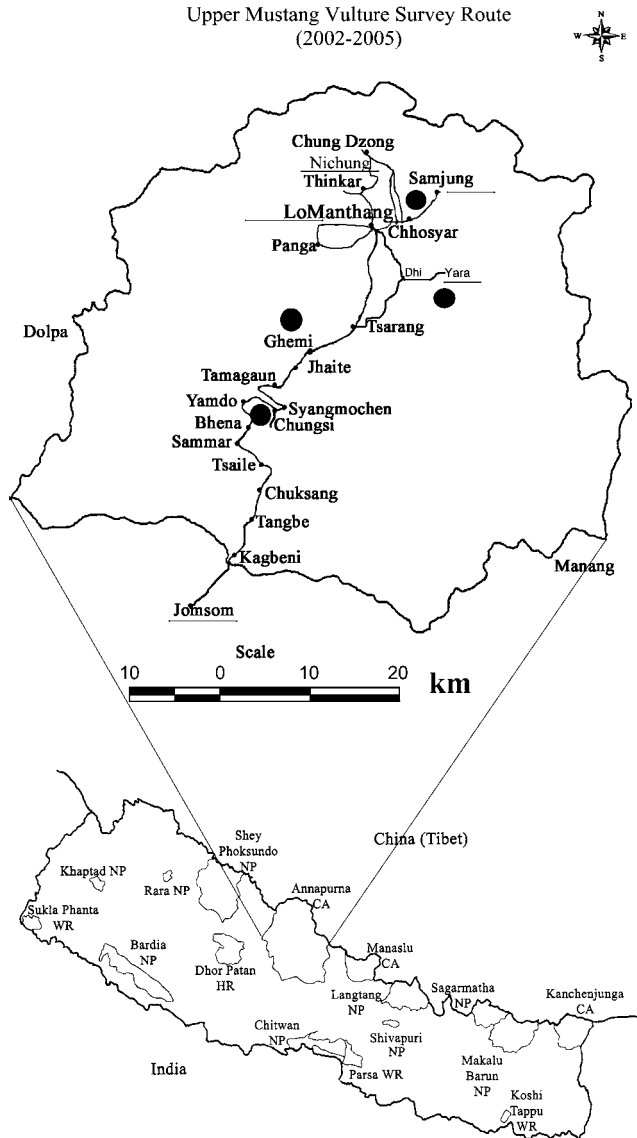 Upper Mustang Vulture Survey Route
(2002-2005)
N
W E
S
Chung Dzong
Nichung
Thinkar
Samjung
LoManthang
Chhosyar
Panga
Dhi Yara
Dolpa
Tsarang
Ghemi
Jhaite
Tamagaun
Yamdo
Syangmochen
Bhena
Chungsi
Sammar
Tsaile
Chuksang
Tangbe
Kagbeni
Manang
Jomsom
Scale
10 0 10 20
km
China (Tibet)
Shey
Phoksundo
NP
Khaptad NP
Rara NP
Annapurna
CA
Sukla Phanta
WR
Bardia
NP
Dhor Patan
HR
Manaslu
CA
Langtang
NP
Sagarmatha
NP
Kanchenjunga
CA
Chitwan
NP
Shivapuri
NP
India
Parsa WR
Makalu
Barun
NP
Koshi
Tappu
WR